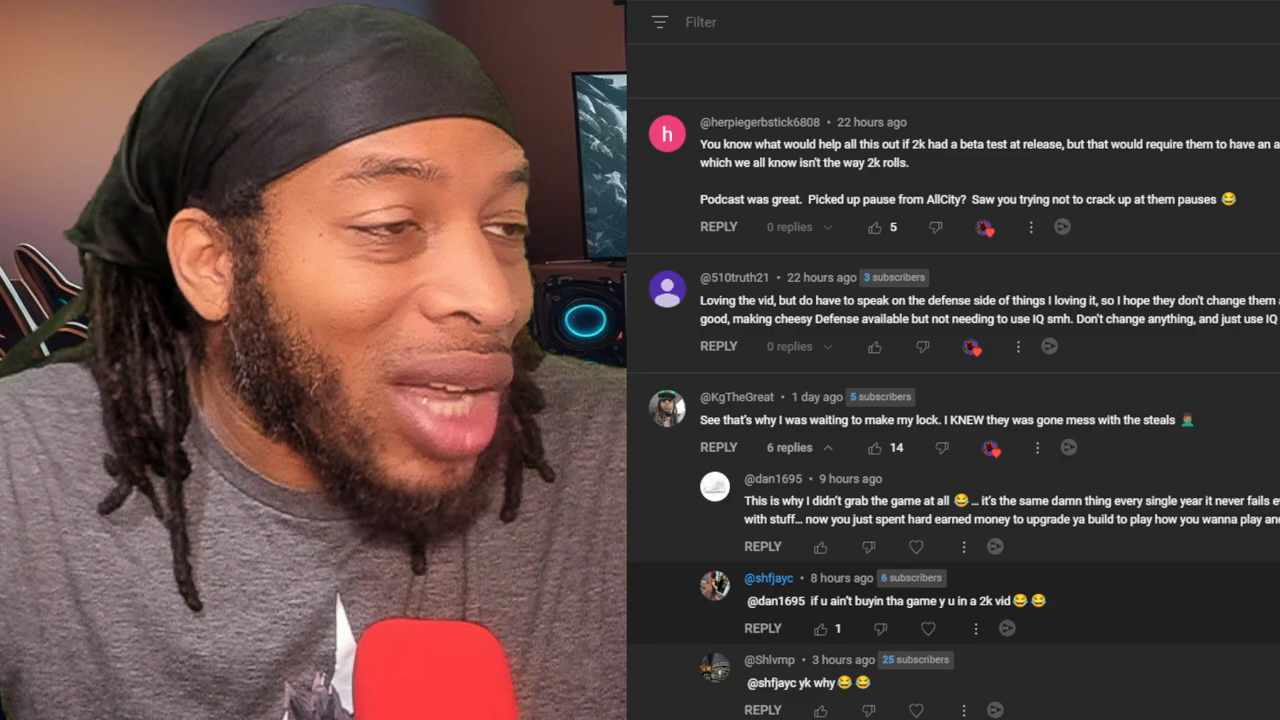 Filter
h
@herpiegerbstick6808 • 22 hours ago
You know what would help all this out if 2k had a beta test at release, but that would require them to have an a
which we all know isn't the way 2k rolls.
Podcast was great. Picked up pause from AllCity? Saw you trying not to crack up at them pauses 😂
REPLY 0 replies 5
@510truth21 • 22 hours ago 3 subscribers
Loving the vid, but do have to speak on the defense side of things I loving it, so I hope they don't change them a
good, making cheesy Defense available but not needing to use IQ smh. Don't change anything, and just use IQ
REPLY 0 replies
@KgTheGreat • 1 day ago 5 subscribers
See that's why I was waiting to make my lock. I KNEW they was gone mess with the steals 🤦🏾‍♂️
REPLY 6 replies 14
@dan1695 • 9 hours ago
This is why I didn't grab the game at all 😂 ... it's the same damn thing every single year it never fails e
with stuff... now you just spent hard earned money to upgrade ya build to play how you wanna play and
REPLY
@shfjayc • 8 hours ago 6 subscribers
@dan1695 if u ain't buyin tha game y u in a 2k vid😂 😂
REPLY 1
@Shlvmp • 3 hours ago 25 subscribers
@shfjayc yk why😂 😂
REPLY